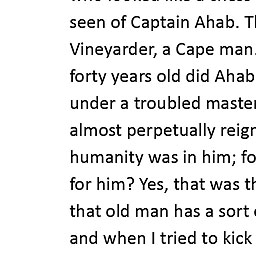 seen of Captain Ahab.
Vineyarder, a Cape man.
forty years old did Ahab
under a troubled master
almost perpetually reign
humanity was in him; fo
for him? Yes, that was th
that old man has a sort
and when I tried to kick